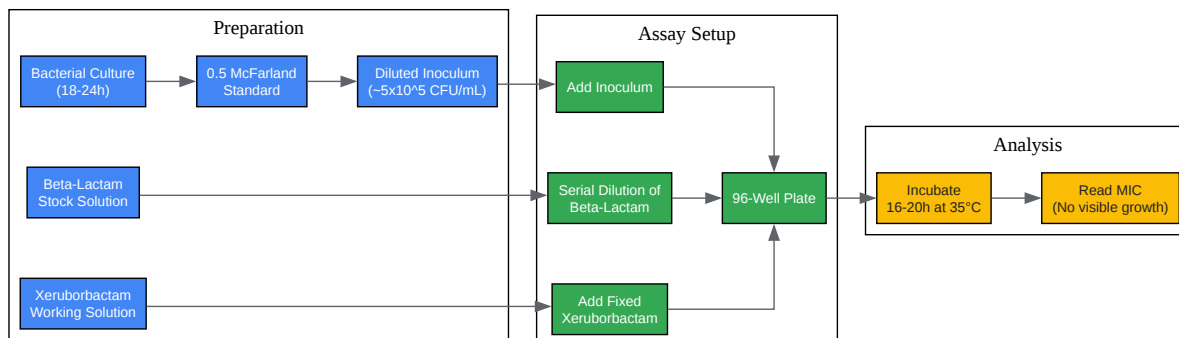 Preparation
Bacterial Culture
(18-24h)
0.5 McFarland
Standard
Diluted Inoculum
(~5x10^5 CFU/mL)
Beta-Lactam
Stock Solution
Xeruborbactam
Working Solution
Assay Setup
Add Inoculum
Serial Dilution of
Beta-Lactam
96-Well Plate
Add Fixed
Xeruborbactam
Analysis
Incubate
16-20h at 35°C
Read MIC
(No visible growth)